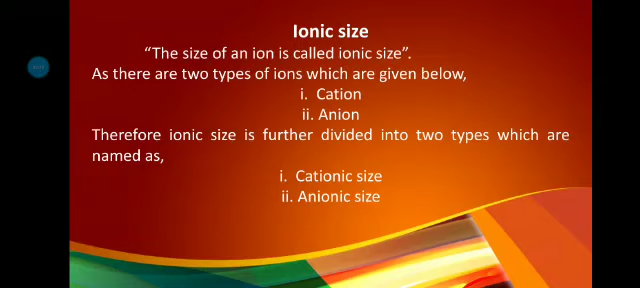 Ionic size
“The size of an ion is called ionic size”.
As there are two types of ions which are given below,
i. Cation
ii. Anion
Therefore ionic size is further divided into two types which are
named as,
i. Cationic size
ii. Anionic size